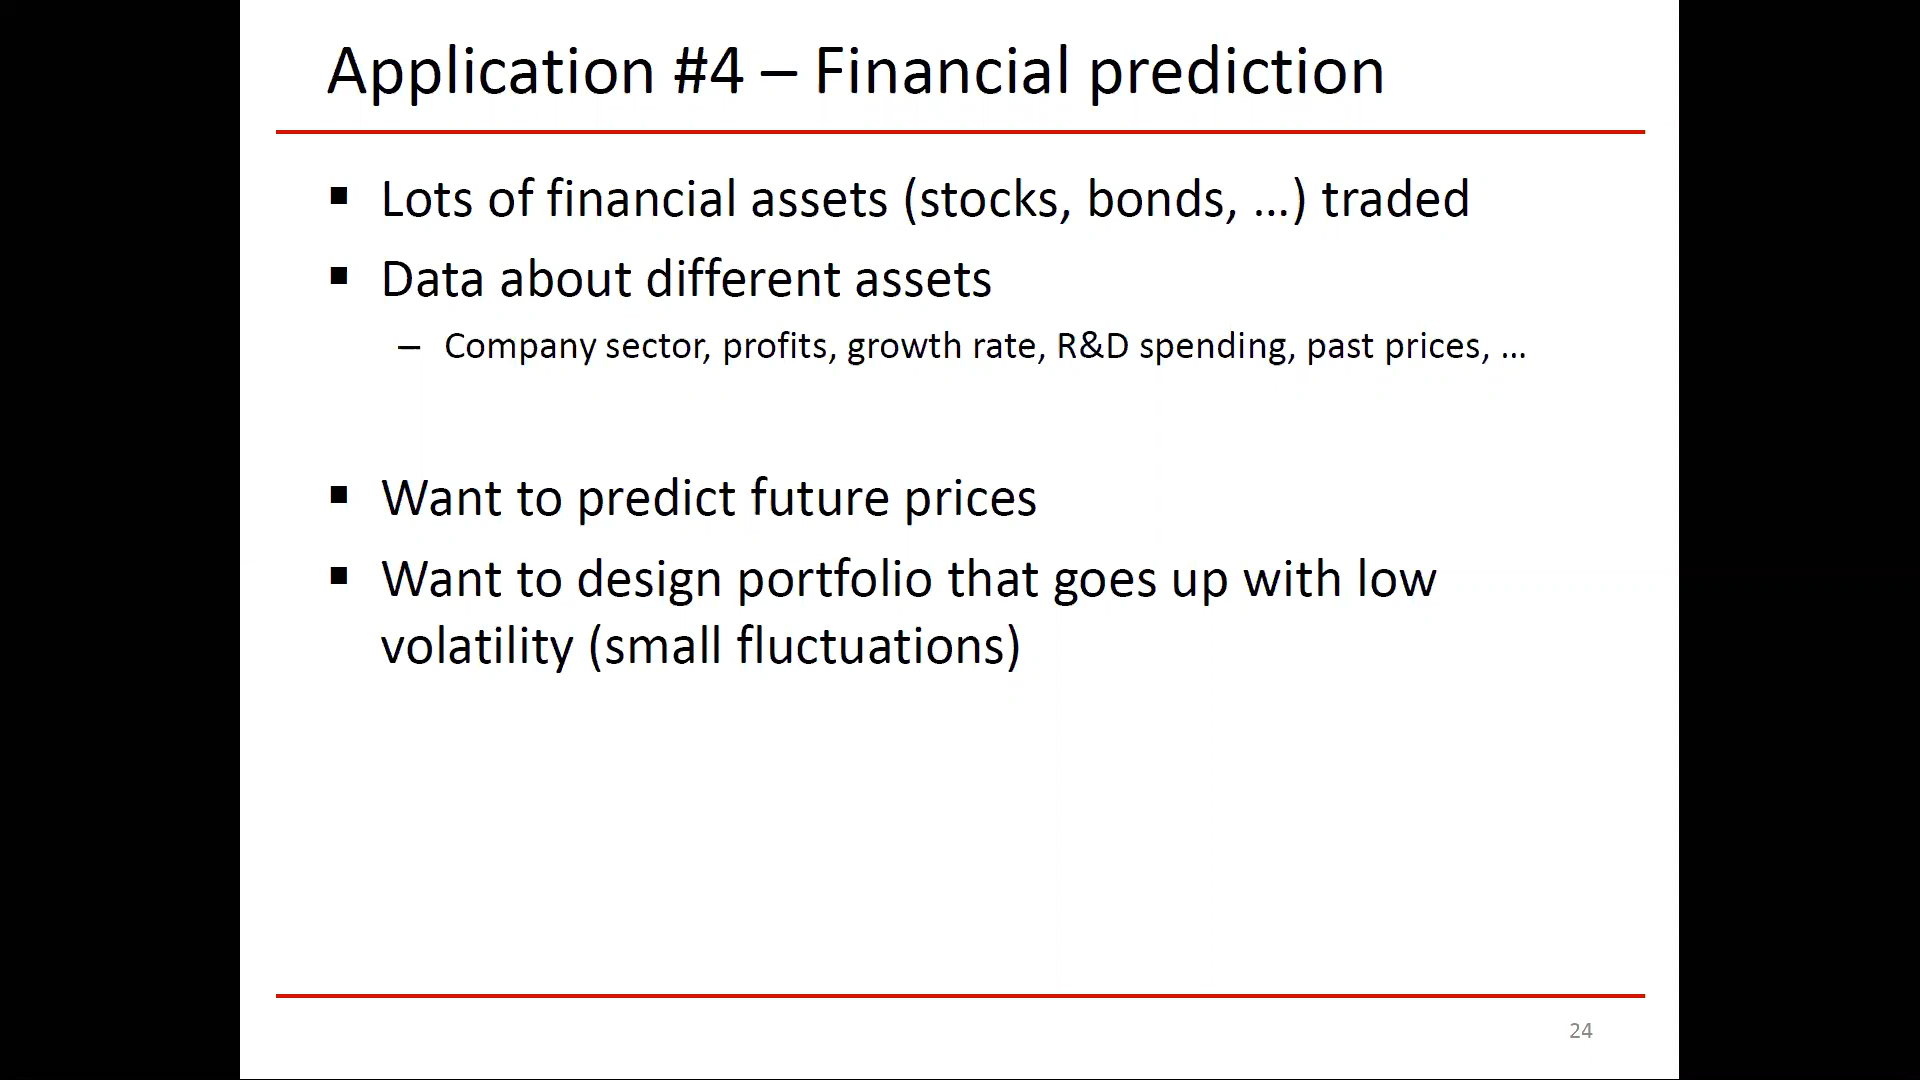 Application #4 – Financial prediction
▪ Lots of financial assets (stocks, bonds, …) traded
▪ Data about different assets
– Company sector, profits, growth rate, R&D spending, past prices, …
▪ Want to predict future prices
▪ Want to design portfolio that goes up with low
volatility (small fluctuations)
24